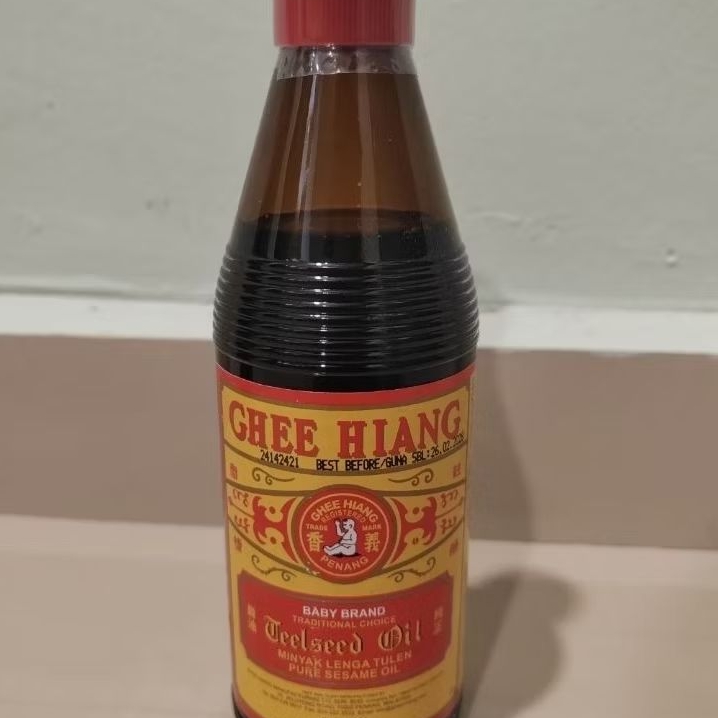 GHEE HIANG
24142421 BEST BEFORE/GUNA SBL:26.02.
GHEE HIANG
REGISTERED
TRADE MARK
香 義
PENANG
BABY BRAND
TRADITIONAL CHOICE
Teelseed Oil
MINYAK LENGA TULEN
PURE SESAME OIL